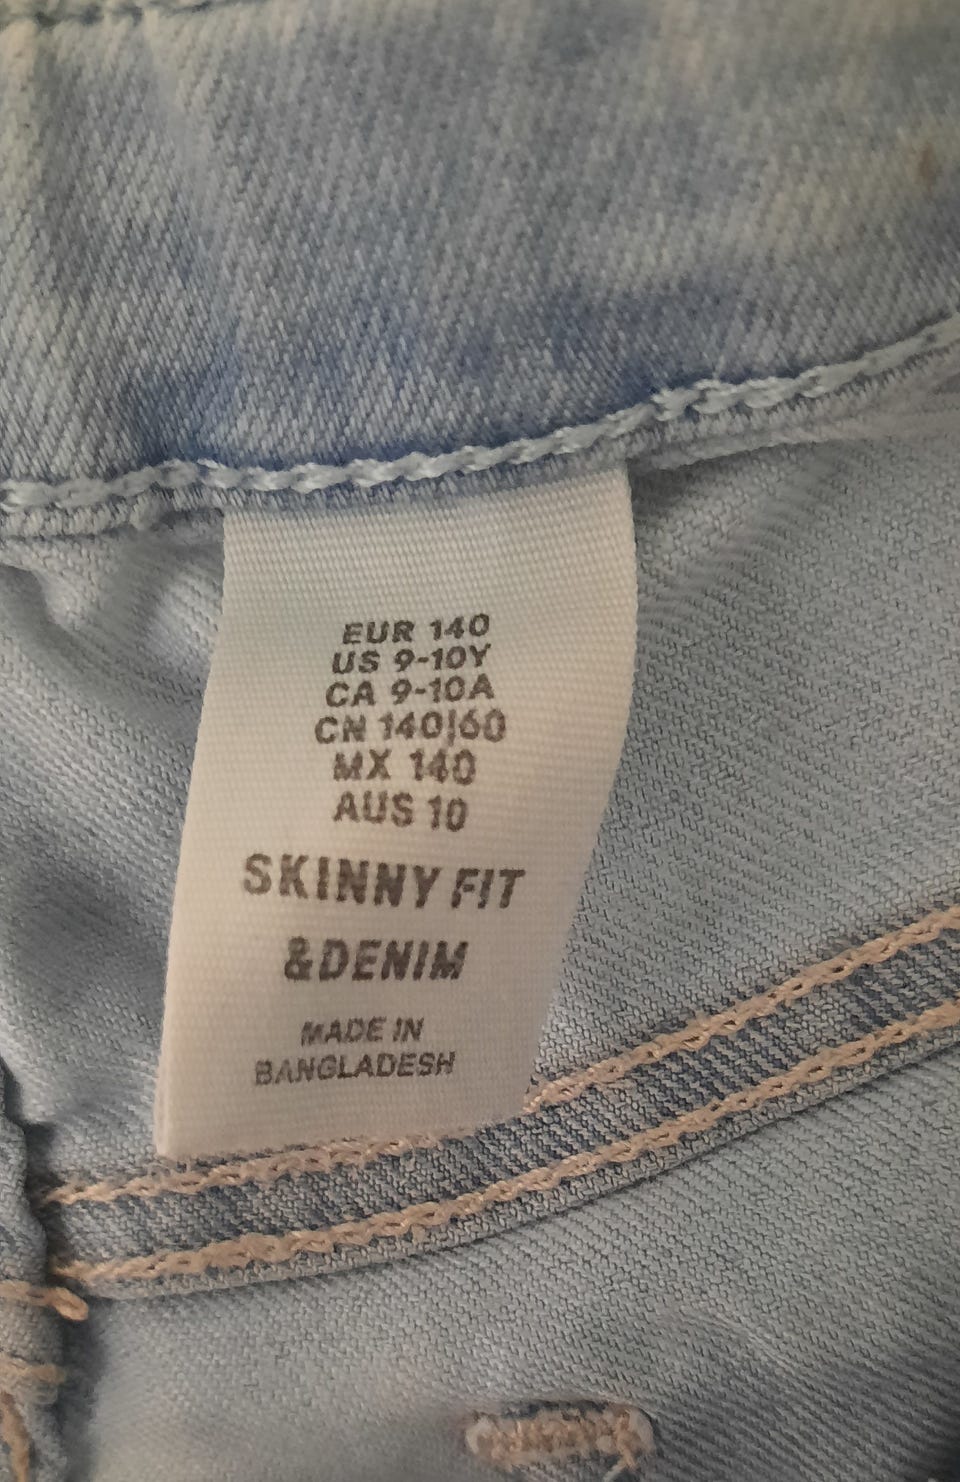 EUR 140
US 9-10Y
CA 9-10A
CN 140|60
MX 140
AUS 10
SKINNY FIT
&DENIM
MADE IN
BANGLADESH